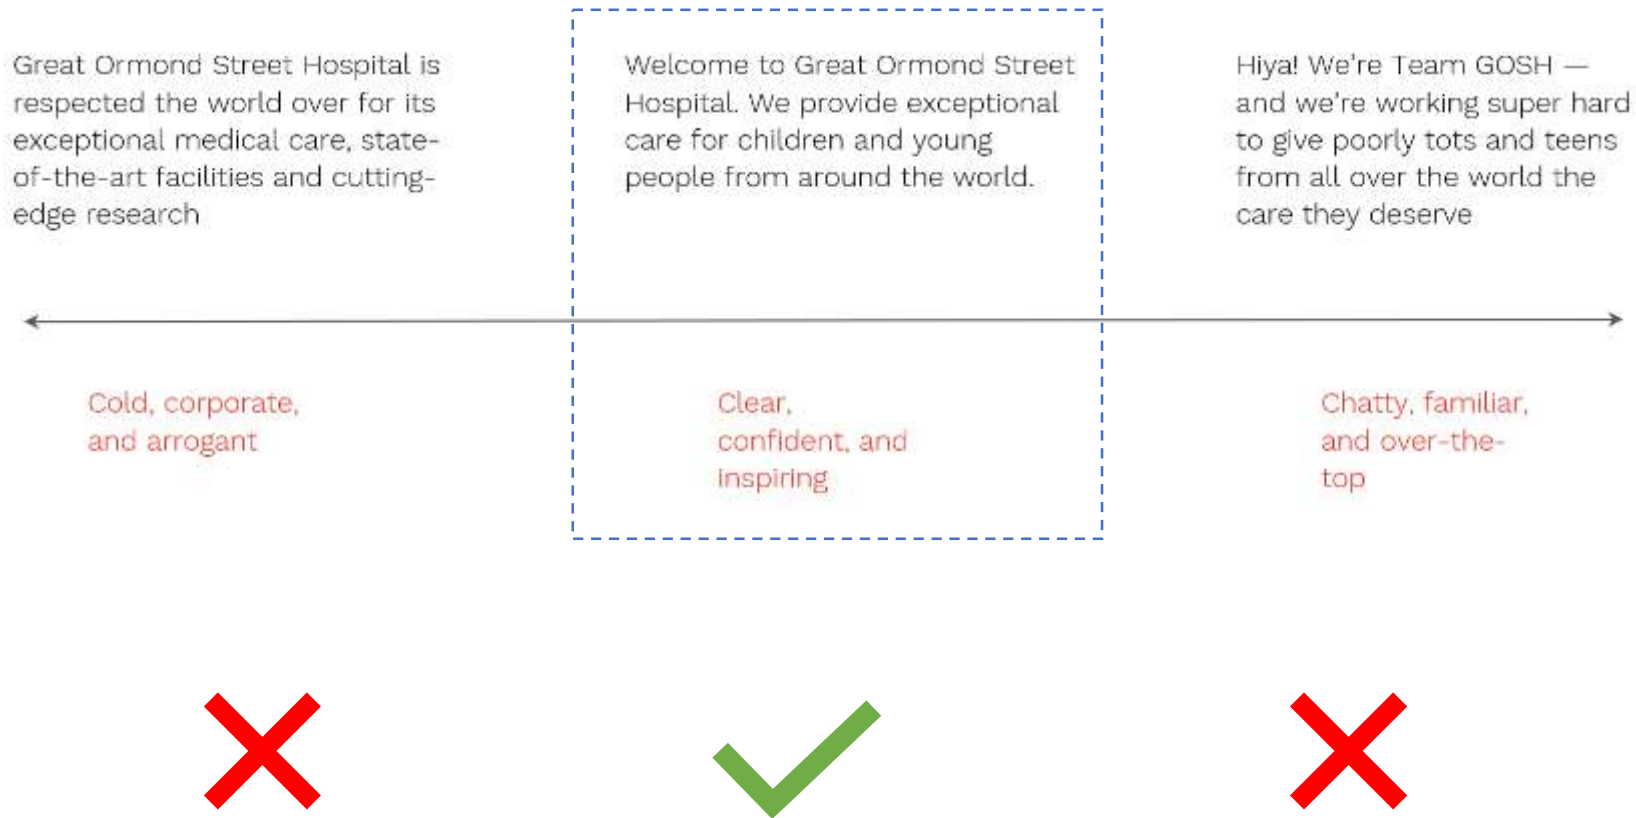 Great Ormond Street Hospital is
respected the world over for its
exceptional medical care, state-
of-the-art facilities and cutting-
edge research
Welcome to Great Ormond Street
Hospital. We provide exceptional
care for children and young
people from around the world.
Hiya! We're Team GOSH —
and we're working super hard
to give poorly tots and teens
from all over the world the
care they deserve
Cold, corporate,
and arrogant
Clear,
confident, and
inspiring
Chatty, familiar,
and over-the-
top